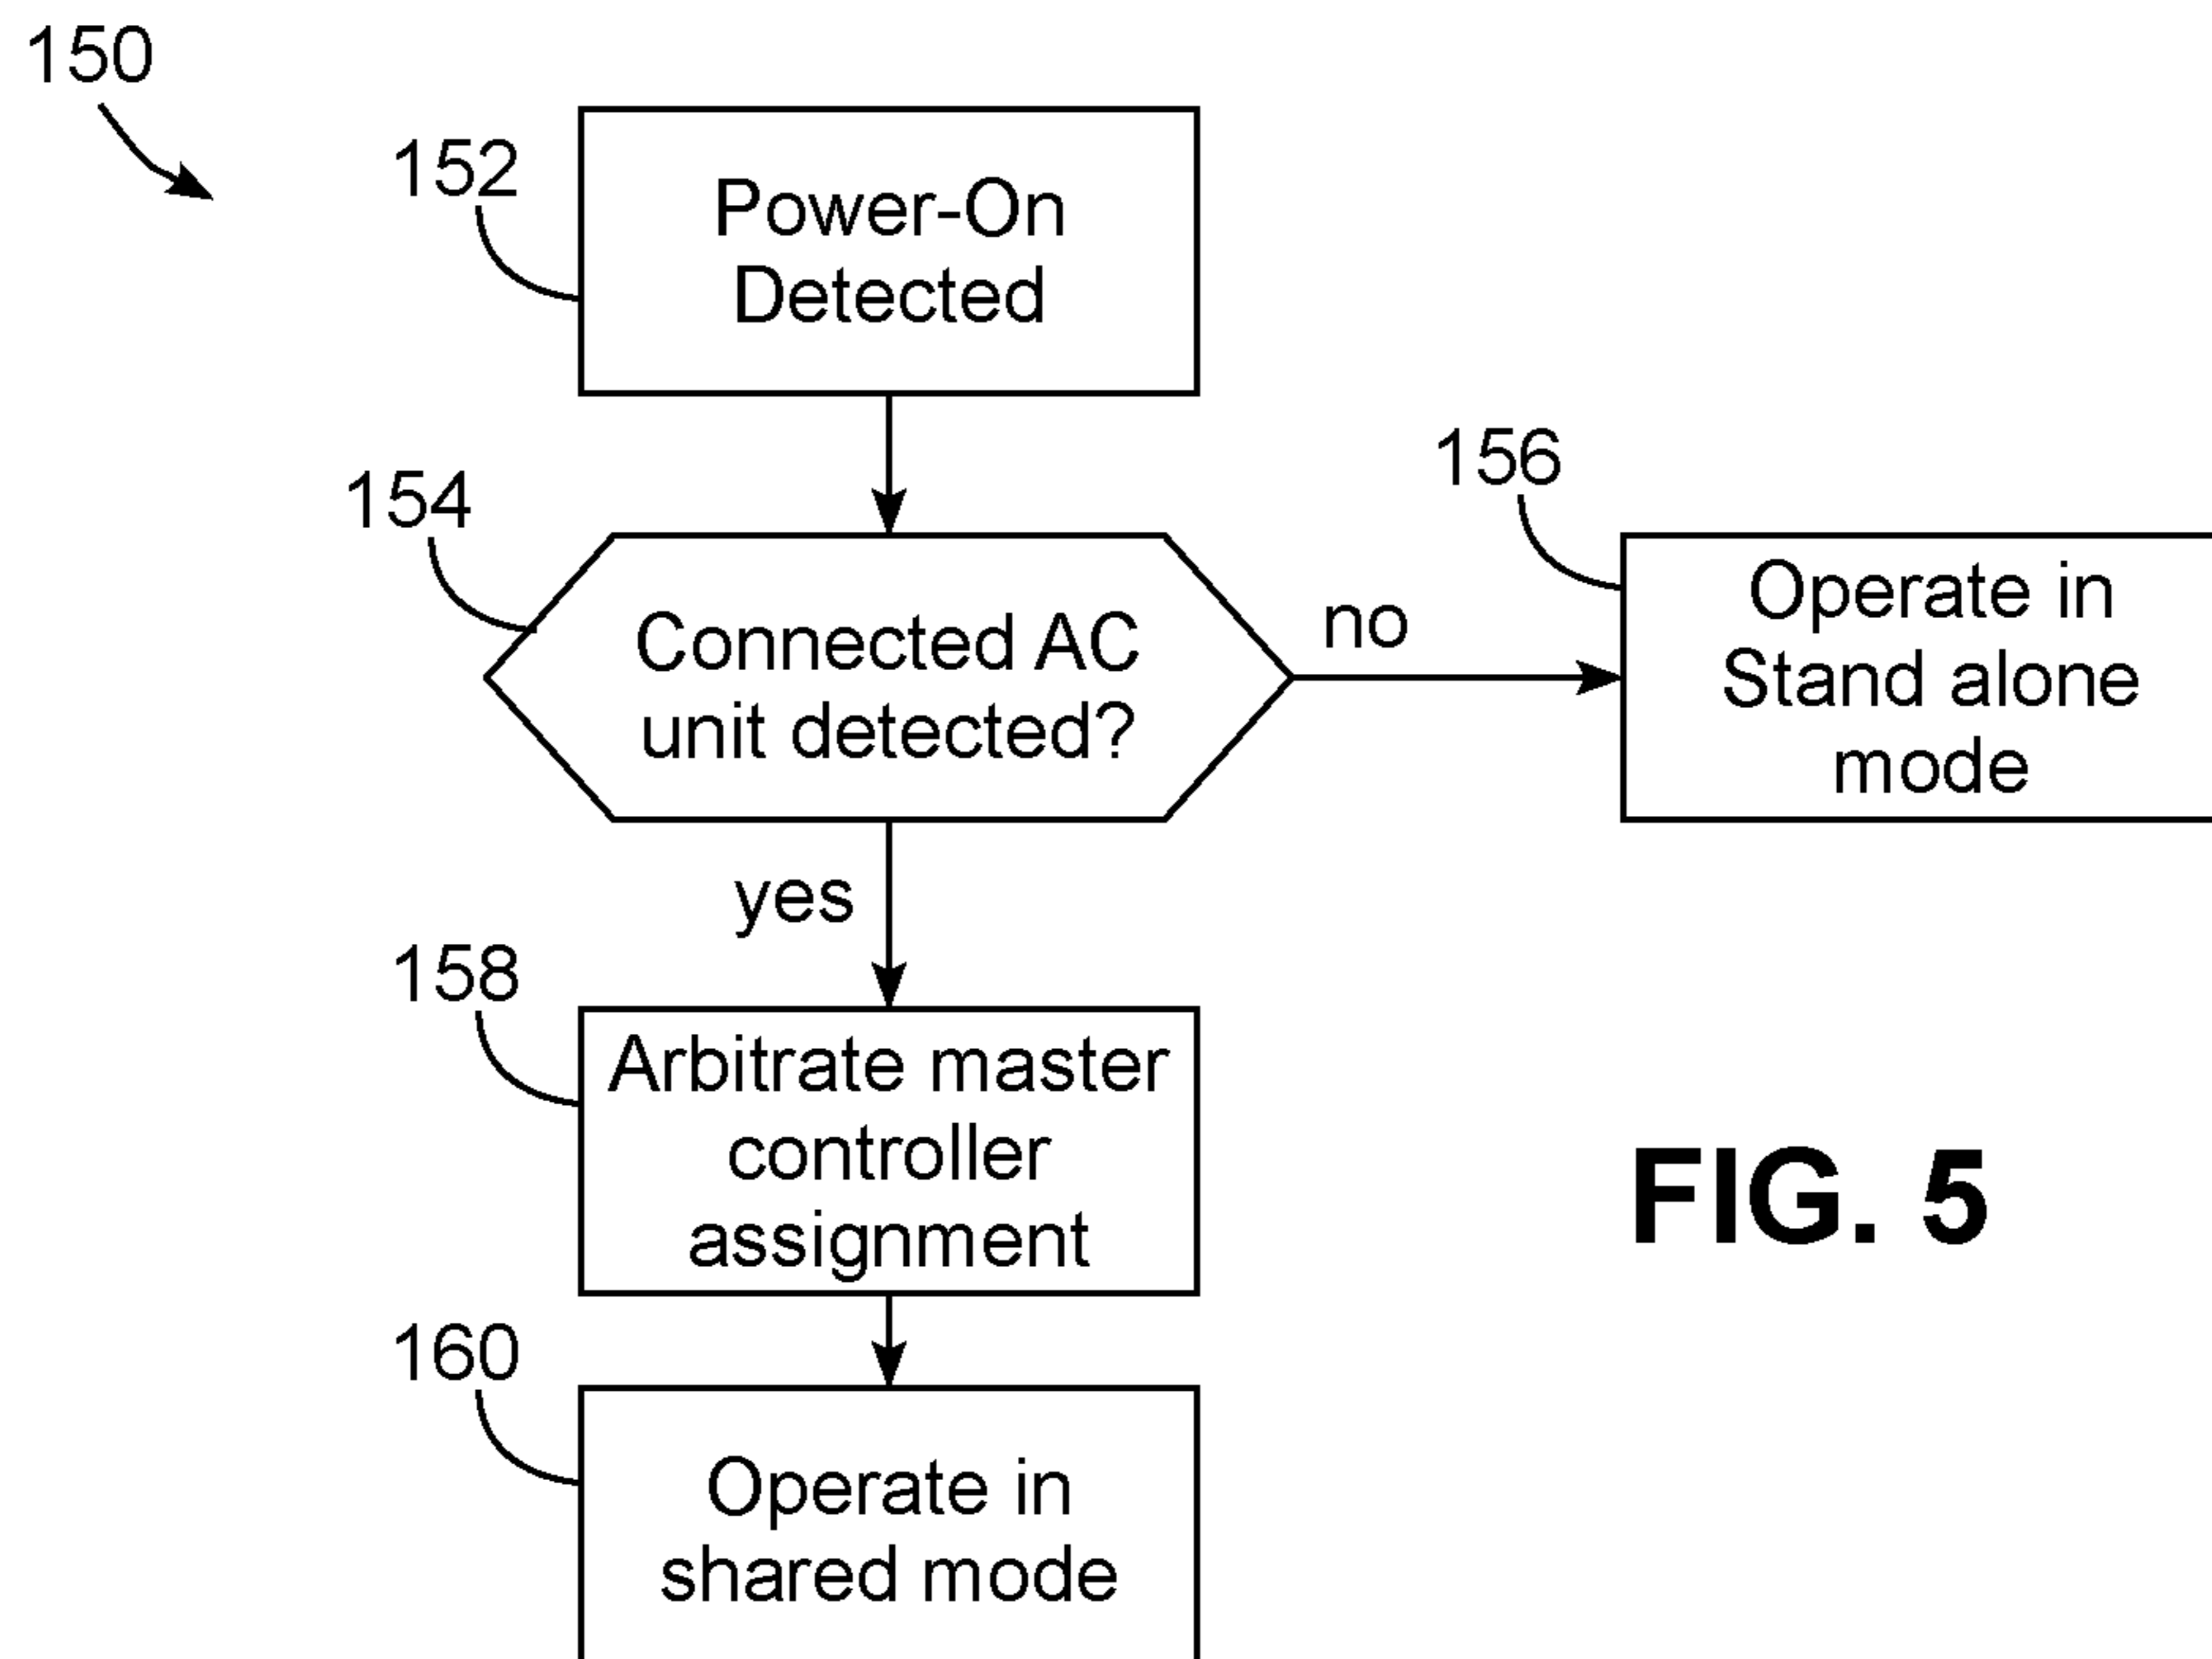 150
152
Power-On
Detected
154
Connected AC
unit detected?
no
156
Operate in
Stand alone
mode
yes
158
Arbitrate master
controller
assignment
FIG. 5
160
Operate in
shared mode